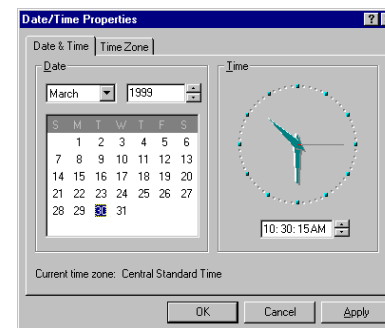 Date/Time Properties
?
Date & Time Time Zone
Date
March 1999
S M T W T F S
1 2 3 4 5 6
7 8 9 10 11 12 13
14 15 16 17 18 19 20
21 22 23 24 25 26 27
28 29 30 31
Time
10:30:15 AM
Current time zone: Central Standard Time
OK Cancel Apply